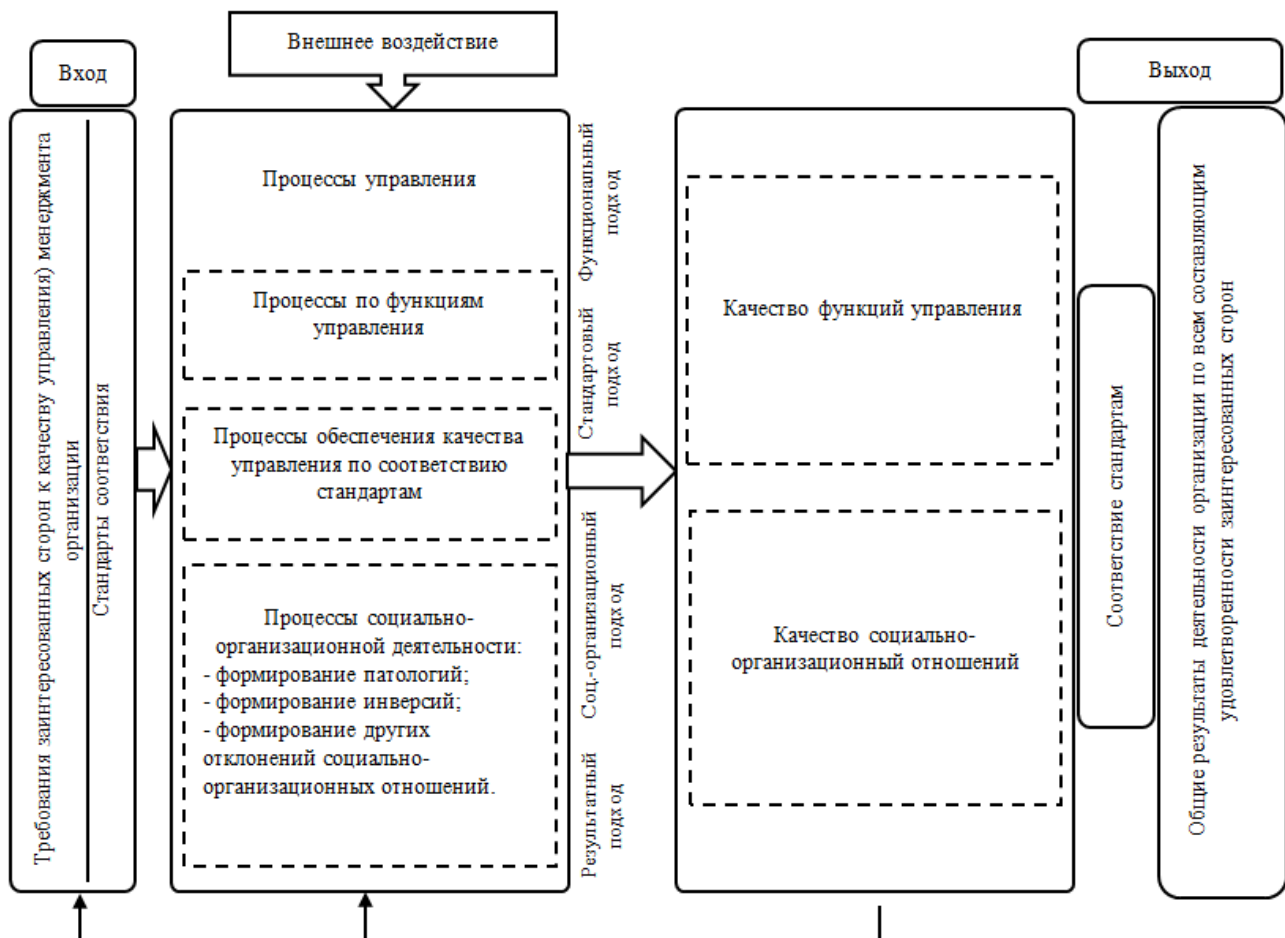 Внешнее воздействие
Вход
Выход
Требования заинтересованных сторон к качеству управления) менеджмента
организации
Стандарты соответствия
Процессы управления
Процессы по функциям
управления
Процессы обеспечения качества
управления по соответствию
стандартам
Процессы социально-
организационной деятельности:
- формирование патологий;
- формирование инверсий;
- формирование других
отклонений социально-
организационных отношений.
Функциональный
подход
Стандартовый
подход
Соц.-организационный
подход
Результатный
подход
Качество функций управления
Качество социально-
организационный отношений
Соответствие стандартам
Общие результаты деятельности организации по всем составляющим
удовлетворенности заинтересованных сторон